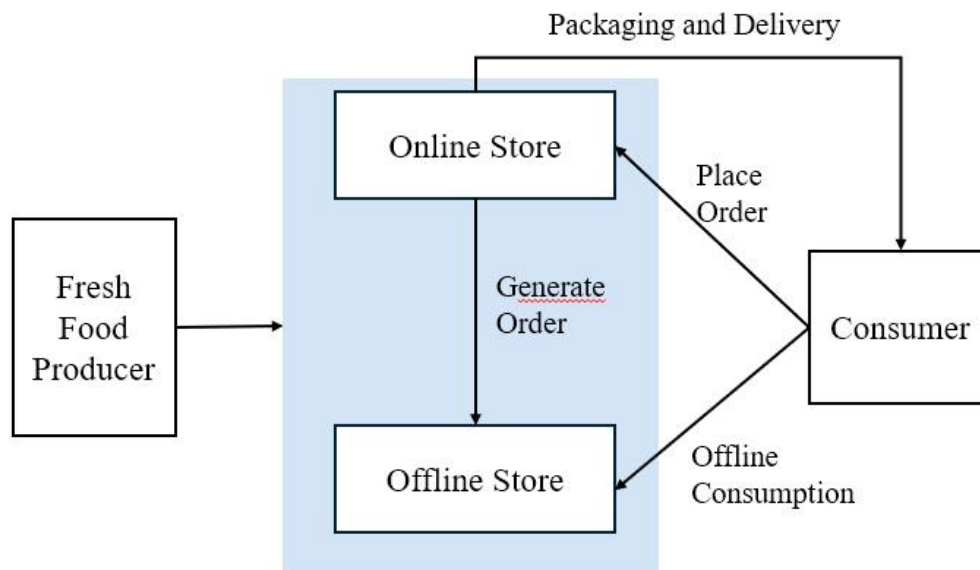 Packaging and Delivery
Online Store
Place
Order
Fresh
Food
Producer
Generate
Order
Consumer
Offline Store
Offline
Consumption